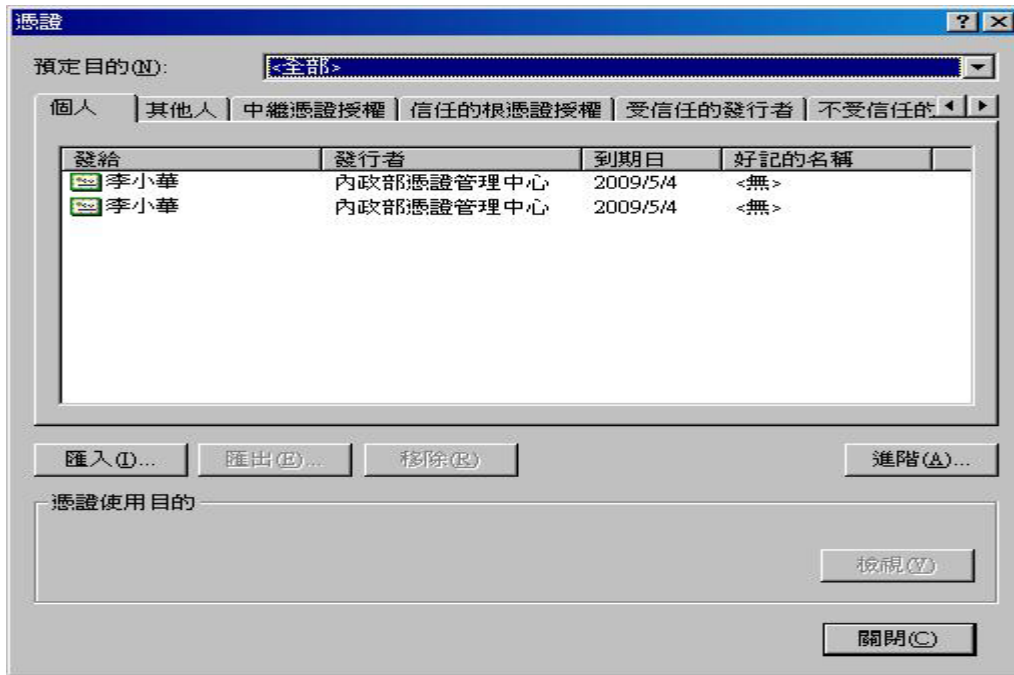 憑證
預定目的(N): <全部>
個人 其他人 中繼憑證授權 信任的根憑證授權 受信任的發行者 不受信任的
發給 發行者 到期日 好記的名稱
李小華 內政部憑證管理中心 2009/5/4 <無>
李小華 內政部憑證管理中心 2009/5/4 <無>
匯入(I)... 匯出(E)... 移除(R) 進階(A)...
憑證使用目的
檢視(V)
關閉(C)